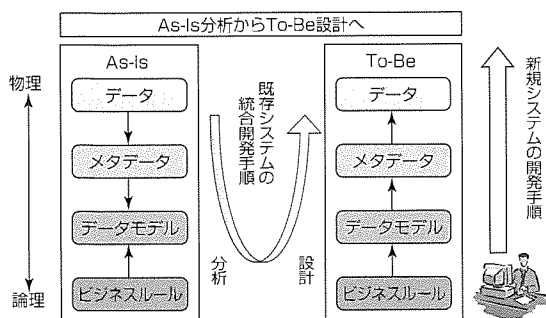 As-Is分析からTo-Be設計へ
物理
論理
As-Is
データ
メタデータ
データモデル
ビジネスルール
既存システムの
統合開発手順
分析
設計
To-Be
データ
メタデータ
データモデル
ビジネスルール
新規システムの開発手順